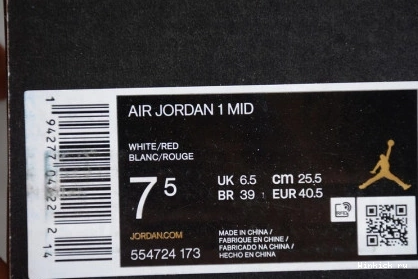 AIR JORDAN 1 MID
WHITE/RED
BLANC/ROUGE
7 5
UK 6.5 cm 25.5
BR 39 EUR 40.5
JORDAN.COM
554724 173
MADE IN CHINA /
FABRIQUE EN CHINE /
FABRICADO NA CHINA /
HECHO EN CHINA